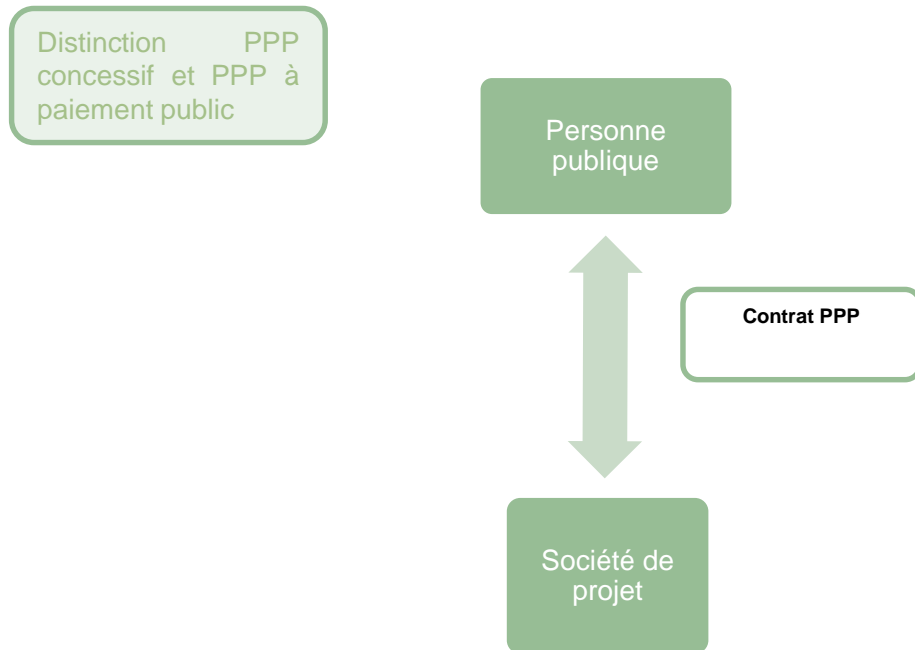 Distinction PPP
concessif et PPP à
paiement public
Personne
publique
Contrat PPP
Société de
projet